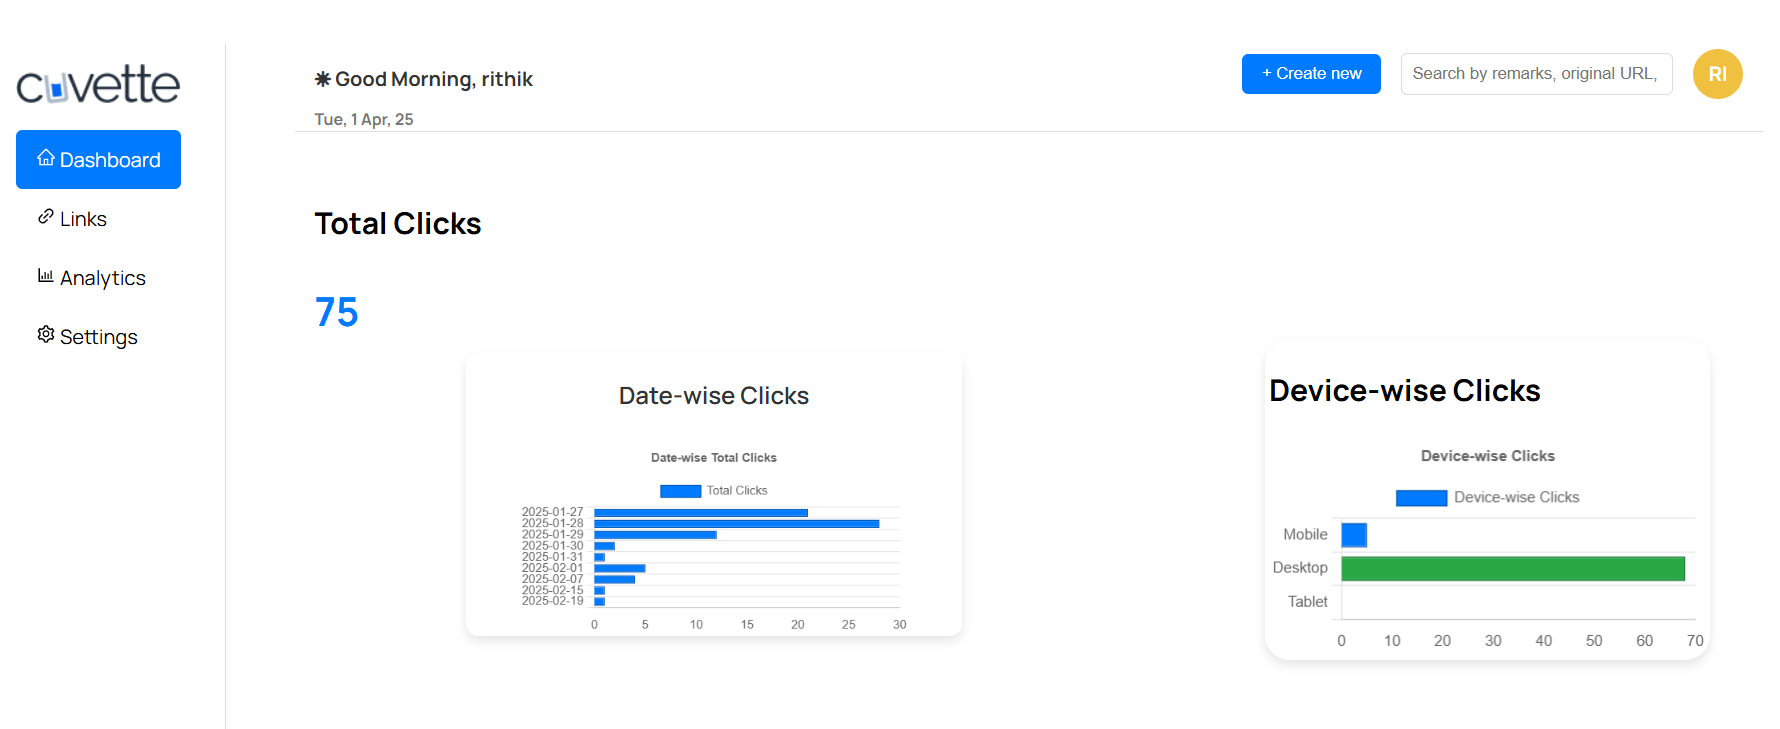 cuvette
Dashboard
Links
Analytics
Settings
Good Morning, rithik
Tue, 1 Apr, 25
+ Create new
Search by remarks, original URL,
RI
Total Clicks
75
Date-wise Clicks
Date-wise Total Clicks
Total Clicks
2025-01-27
2025-01-28
2025-01-29
2025-01-30
2025-01-31
2025-02-01
2025-02-07
2025-02-15
2025-02-19
0 5 10 15 20 25 30
Device-wise Clicks
Device-wise Clicks
Device-wise Clicks
Mobile
Desktop
Tablet
0 10 20 30 40 50 60 70